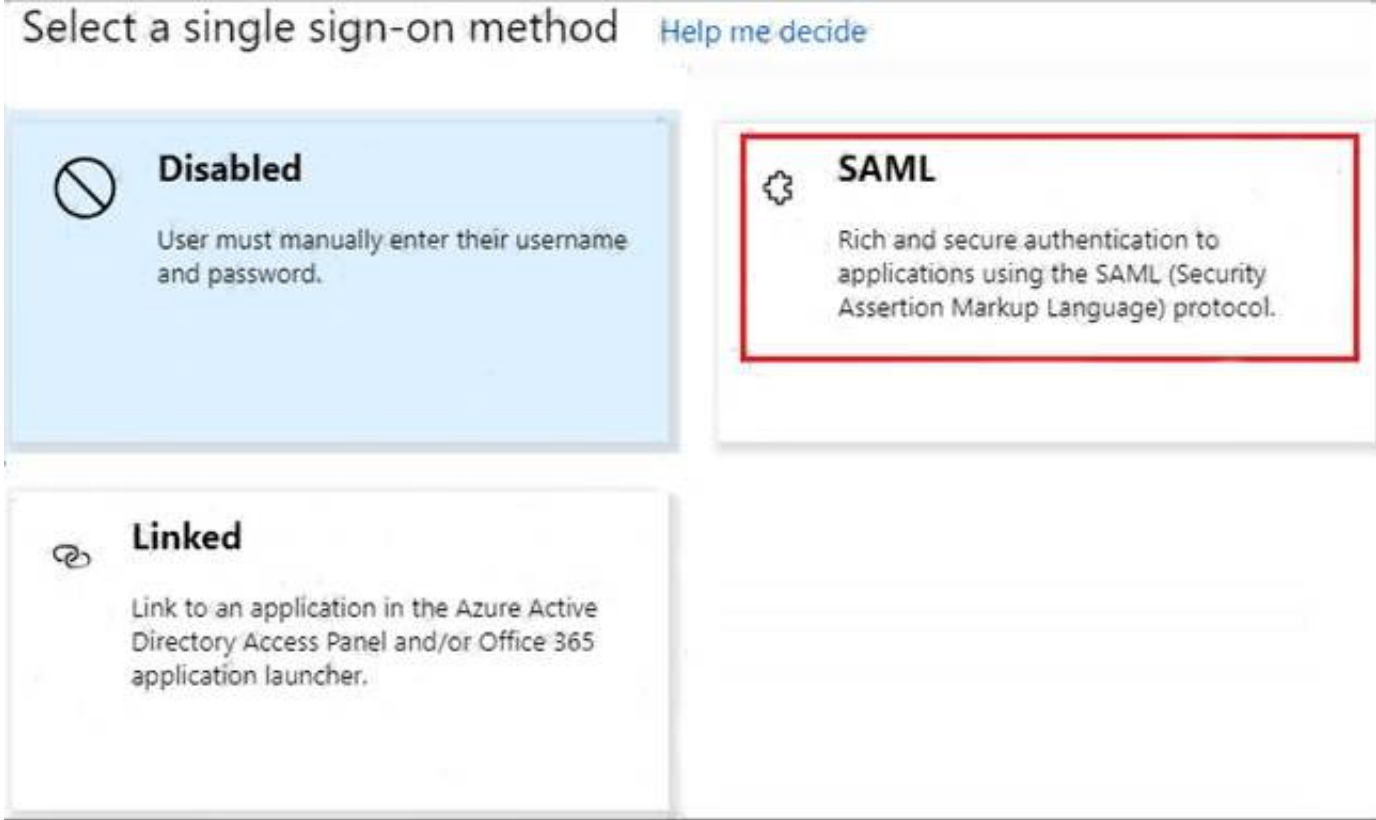 Select a single sign-on method Help me decide
Disabled
User must manually enter their username
and password.
SAML
Rich and secure authentication to
applications using the SAML (Security
Assertion Markup Language) protocol.
Linked
Link to an application in the Azure Active
Directory Access Panel and/or Office 365
application launcher.